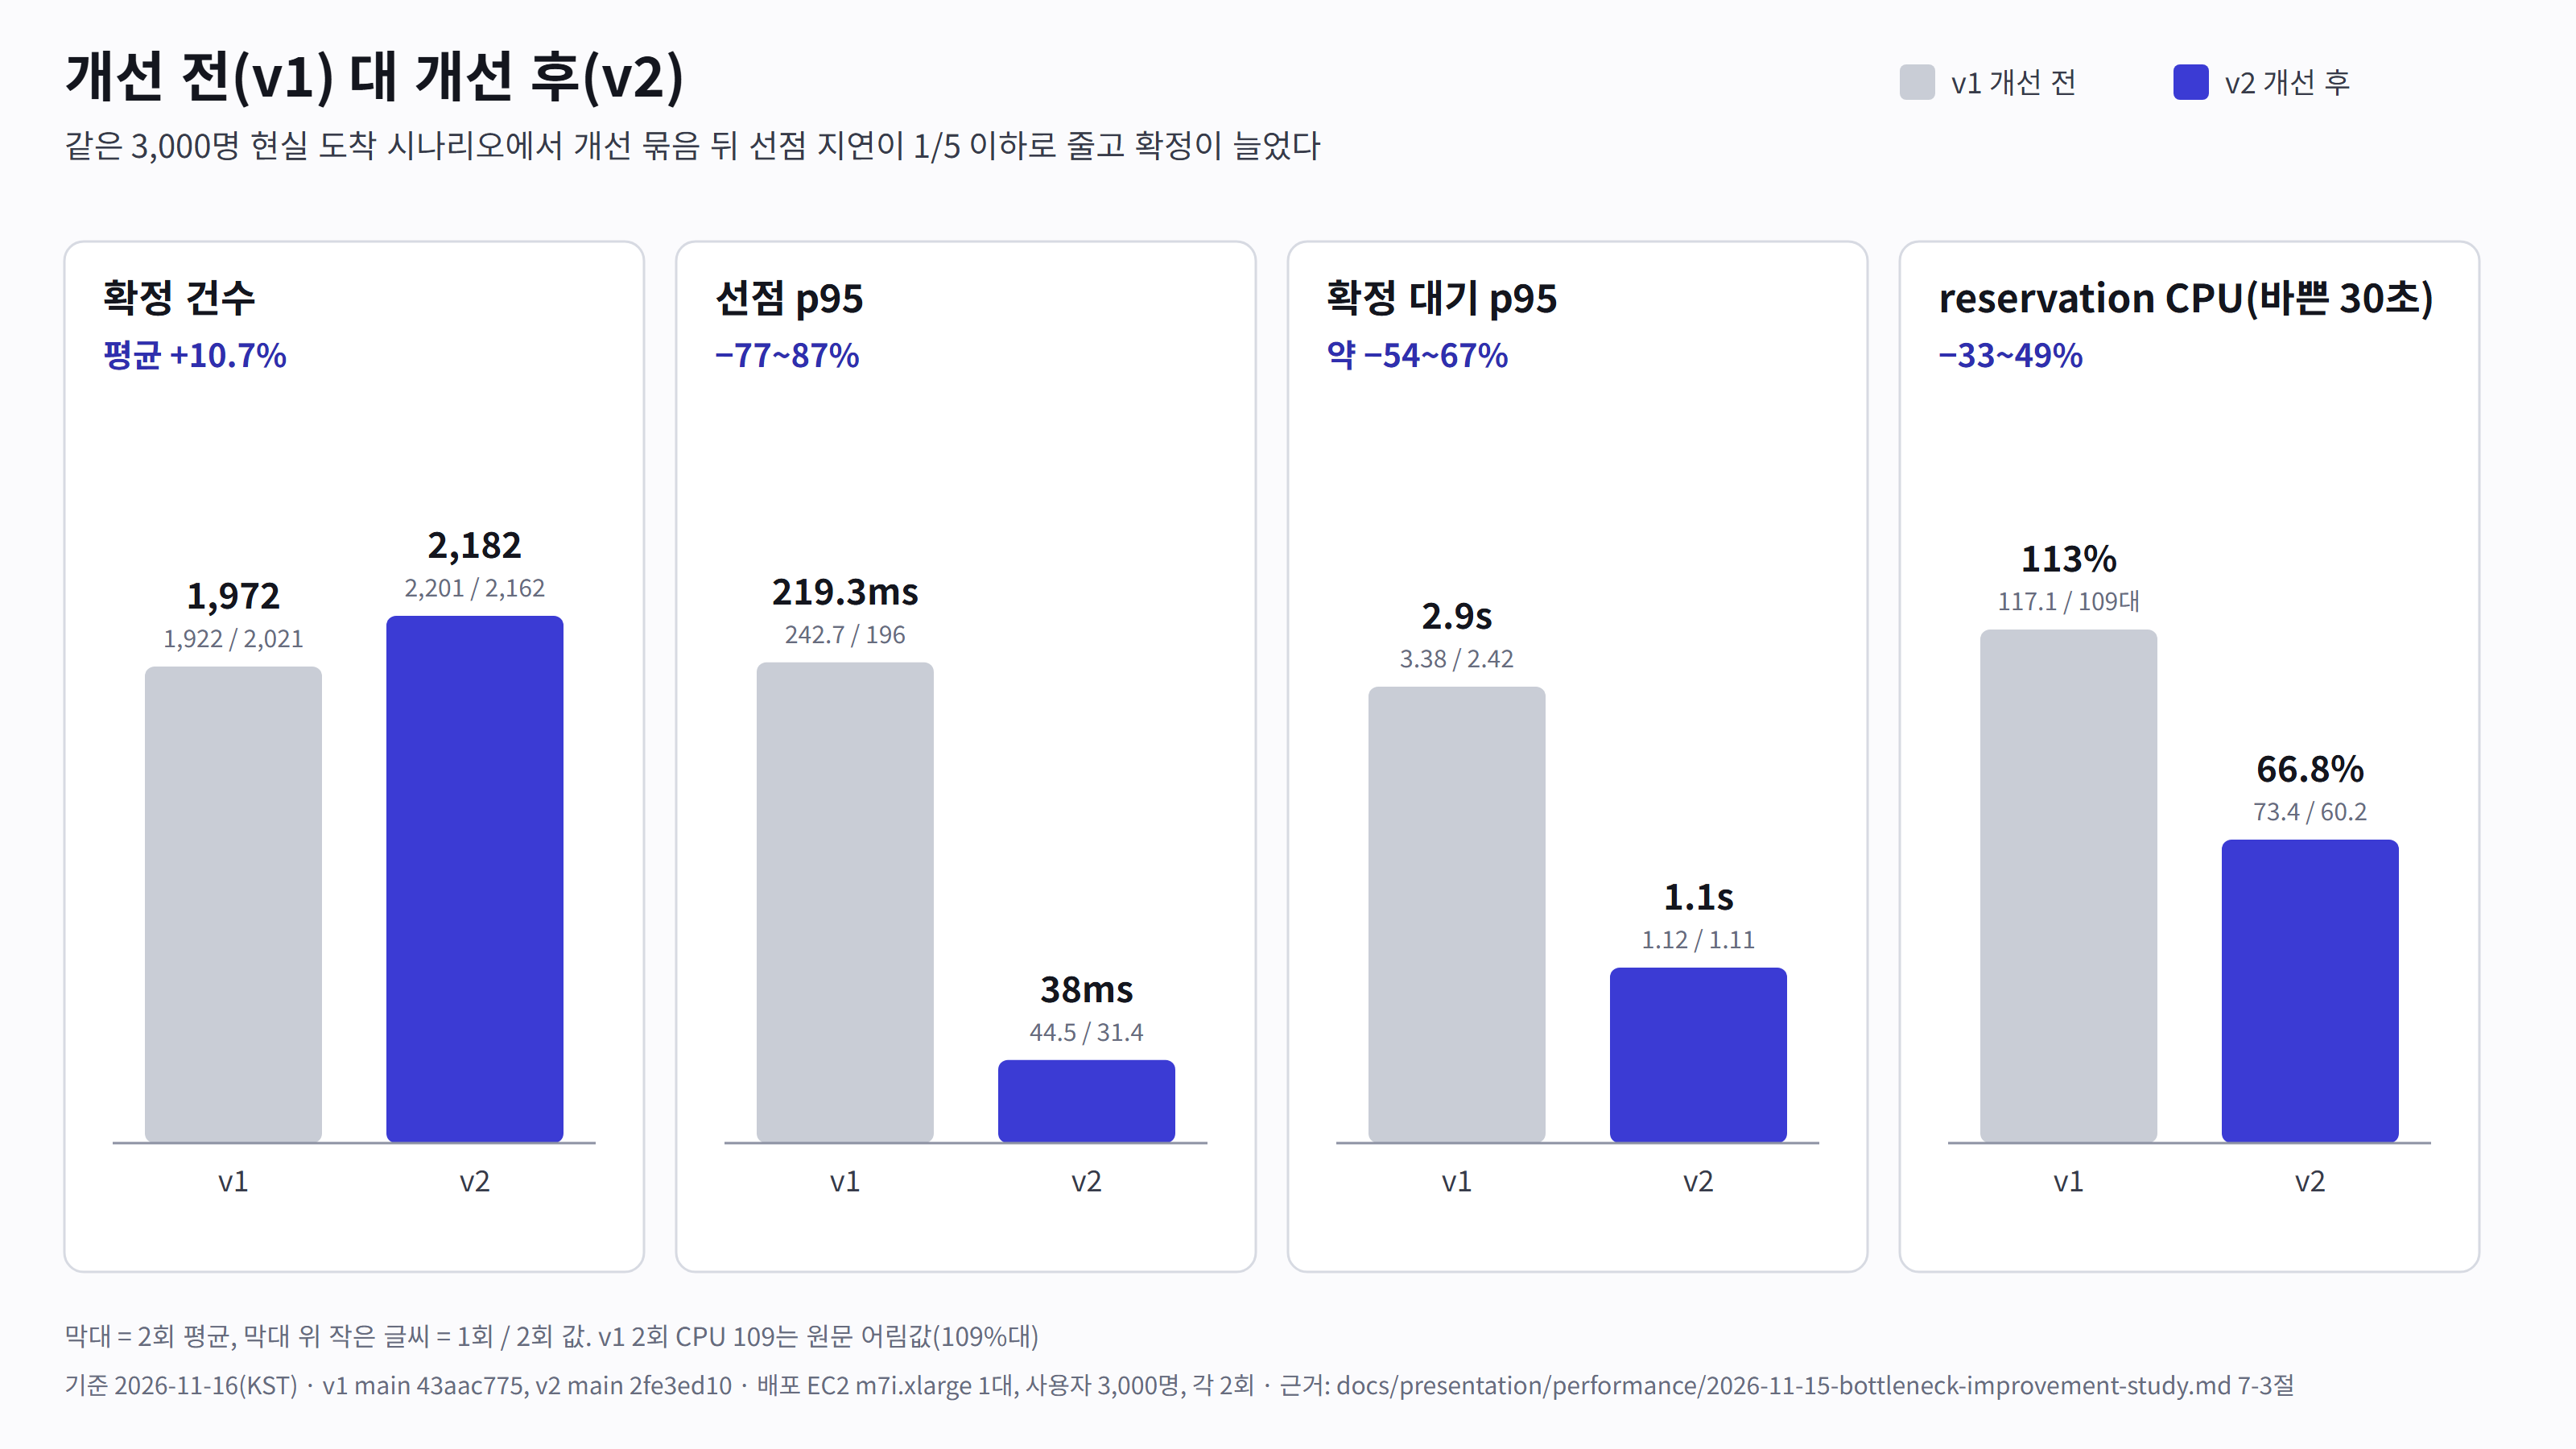 개선 전(v1) 대 개선 후(v2)
v1 개선 전
v2 개선 후
같은 3,000명 현실 도착 시나리오에서 개선 묶음 뒤 선점 지연이 1/5 이하로 줄고 확정이 늘었다
확정 건수
평균 +10.7%
1,972
1,922 / 2,021
2,182
2,201 / 2,162
v1
v2
선점 p95
−77~87%
219.3ms
242.7 / 196
38ms
44.5 / 31.4
v1
v2
확정 대기 p95
약 −54~67%
2.9s
3.38 / 2.42
1.1s
1.12 / 1.11
v1
v2
reservation CPU(바쁜 30초)
−33~49%
113%
117.1 / 109대
66.8%
73.4 / 60.2
v1
v2
막대 = 2회 평균, 막대 위 작은 글씨 = 1회 / 2회 값. v1 2회 CPU 109는 원문 어림값(109%대)
기준 2026-11-16(KST) · v1 main 43aac775, v2 main 2fe3ed10 · 배포 EC2 m7i.xlarge 1대, 사용자 3,000명, 각 2회 · 근거: docs/presentation/performance/2026-11-15-bottleneck-improvement-study.md 7-3절